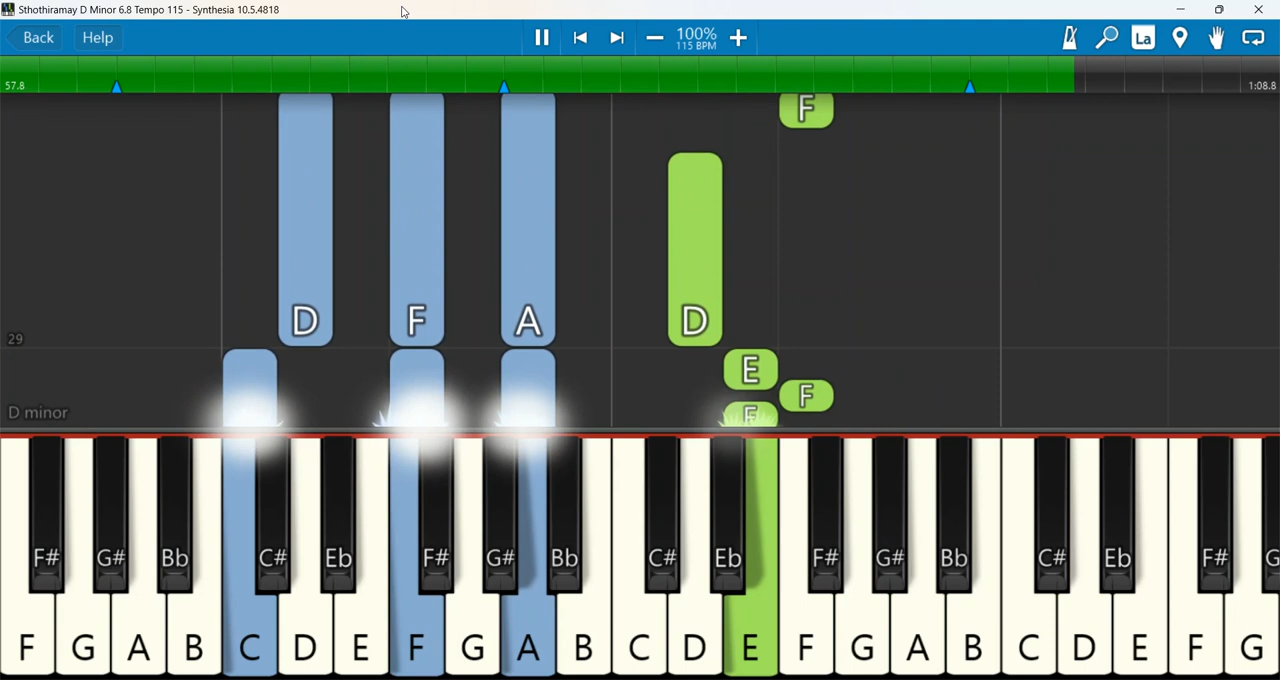 Sthothiramay D Minor 6.8 Tempo 115 - Synthesia 10.5.4818
Back Help 100% La
115 BPM
57.8 1:08.8
F
D F A D
29
E
F
D minor
E
F# G# Bb C# Eb F# G# Bb C# Eb F# G# Bb C# Eb F# G
F G A B C D E F G A B C D E F G A B C D E F G